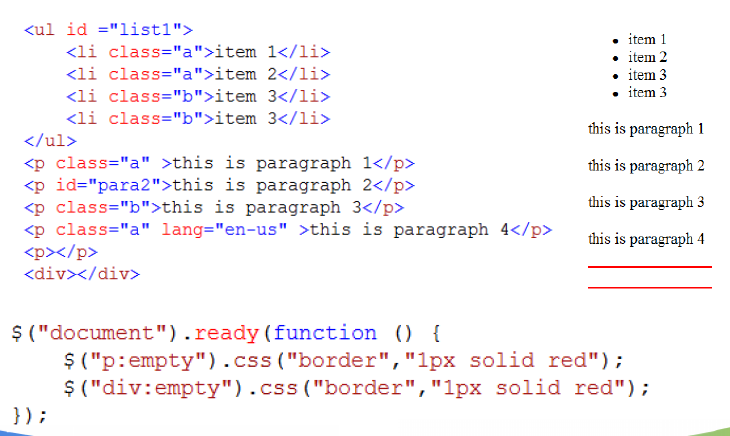 <ul id ="list1">
<li class="a">item 1</li>
<li class="a">item 2</li>
<li class="b">item 3</li>
<li class="b">item 3</li>
</ul>
<p class="a" >this is paragraph 1</p>
<p id="para2">this is paragraph 2</p>
<p class="b">this is paragraph 3</p>
<p class="a" lang="en-us" >this is paragraph 4</p>
<p></p>
<div></div>
item 1
item 2
item 3
item 3
this is paragraph 1
this is paragraph 2
this is paragraph 3
this is paragraph 4
$("document").ready(function () {
$("p:empty").css("border","1px solid red");
$("div:empty").css("border","1px solid red");
});